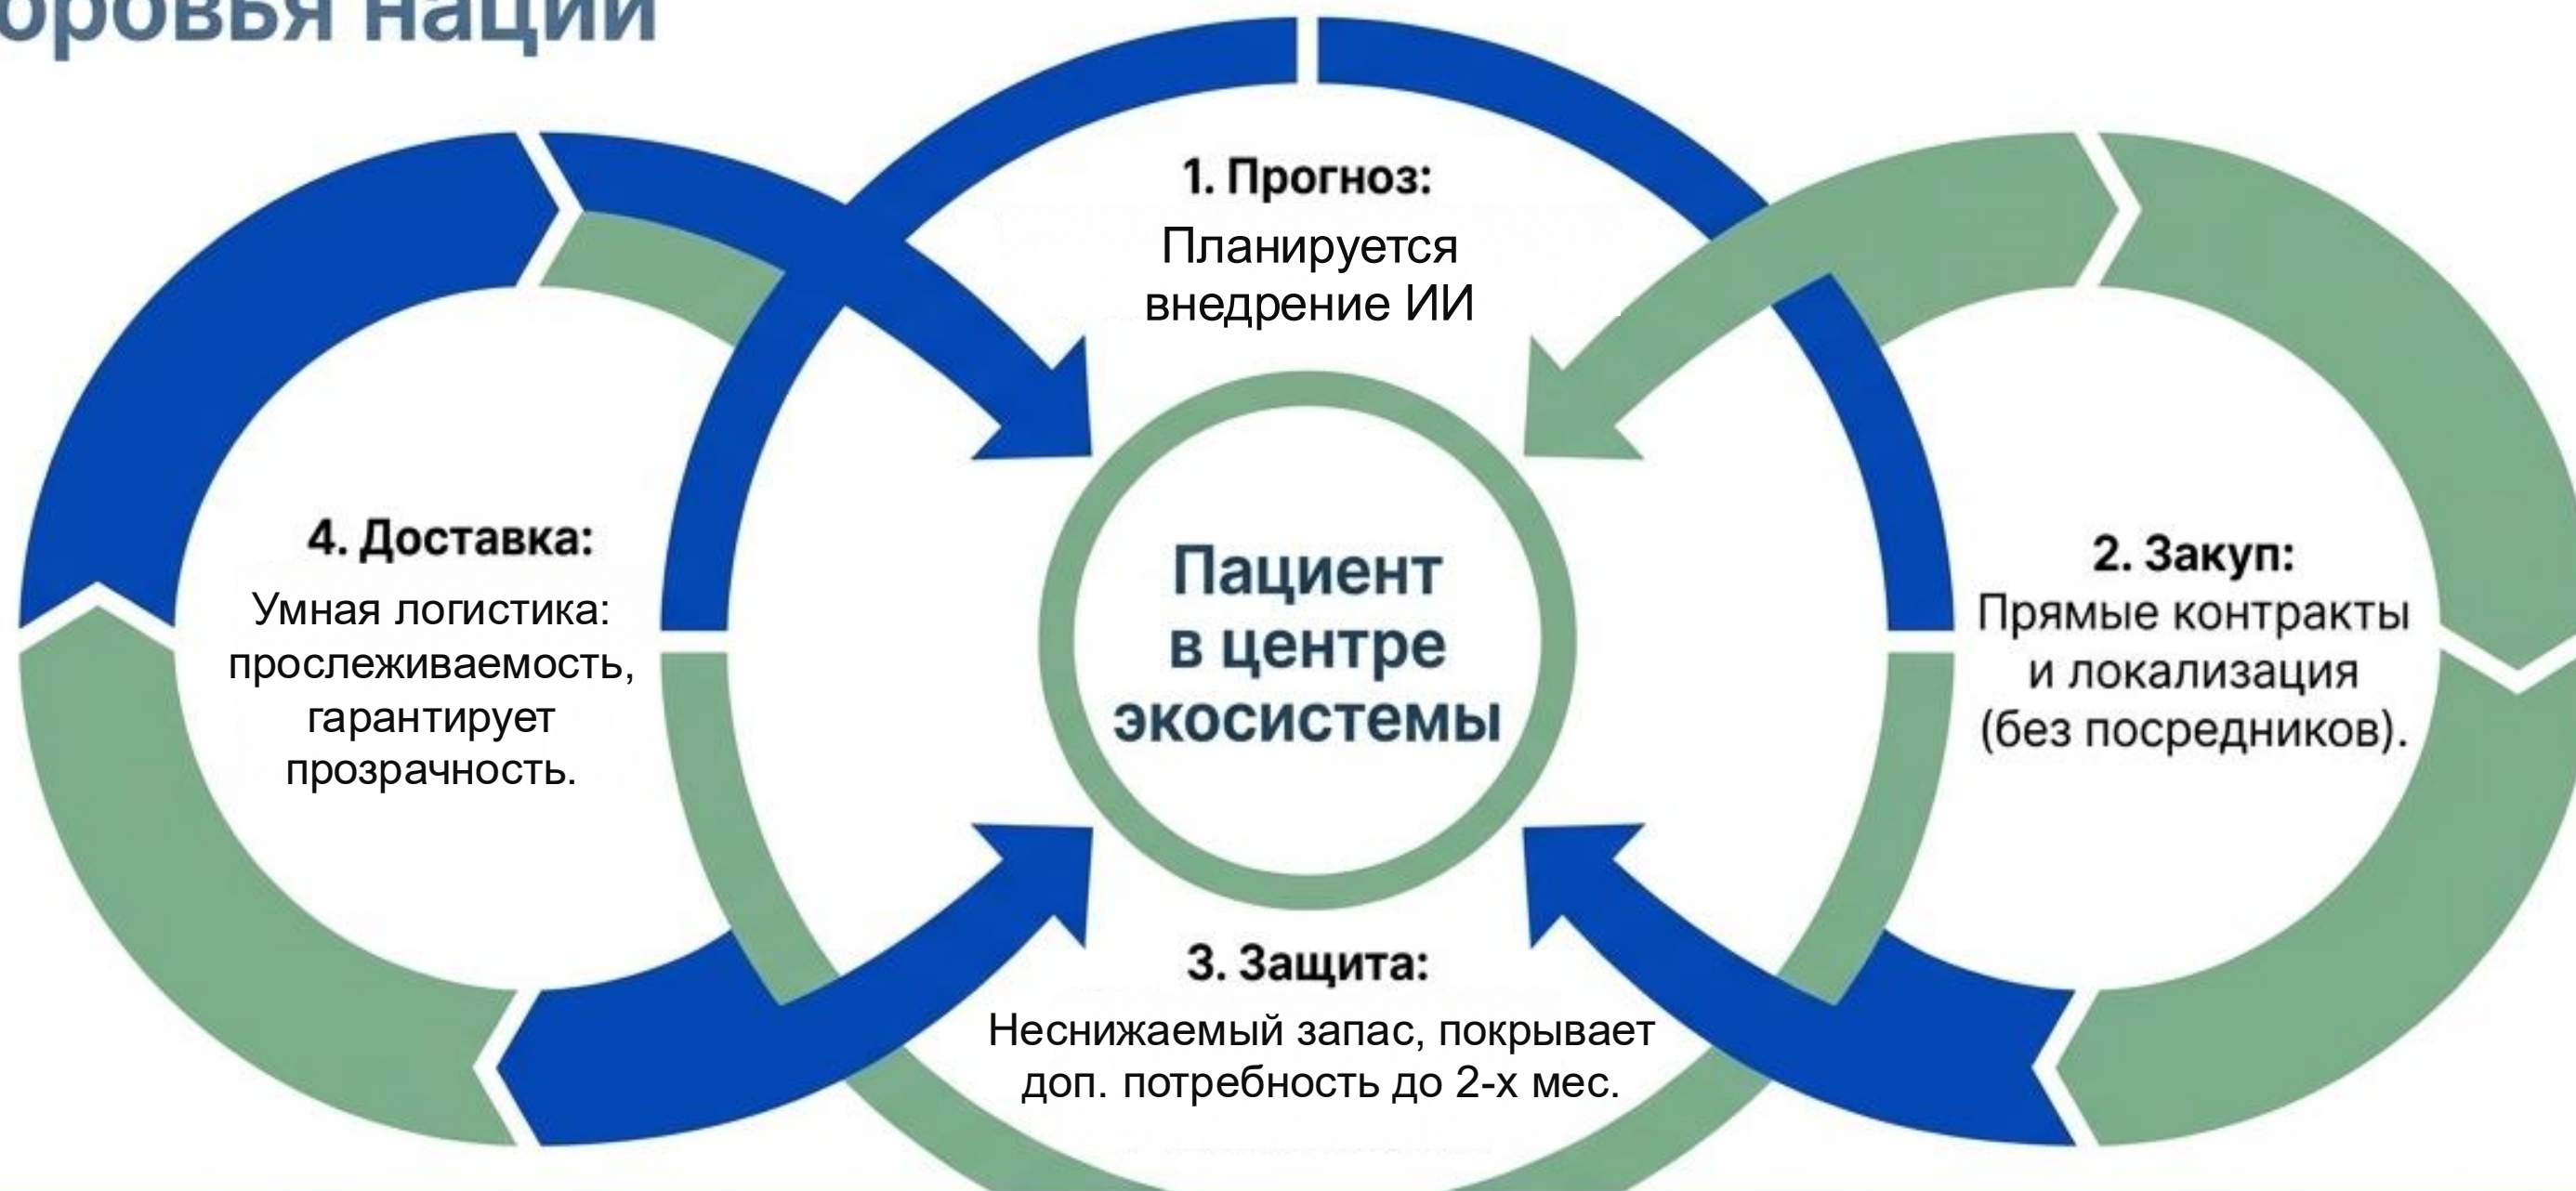 нации
1. Прогноз:
Планируется
внедрение ИИ
4. Доставка:
Умная логистика:
прослеживаемость,
гарантирует
прозрачность.
Пациент
в центре
экосистемы
2. Закуп:
Прямые контракты
и локализация
(без посредников).
3. Защита:
Неснижаемый запас, покрывает
доп. потребность до 2-х мес.